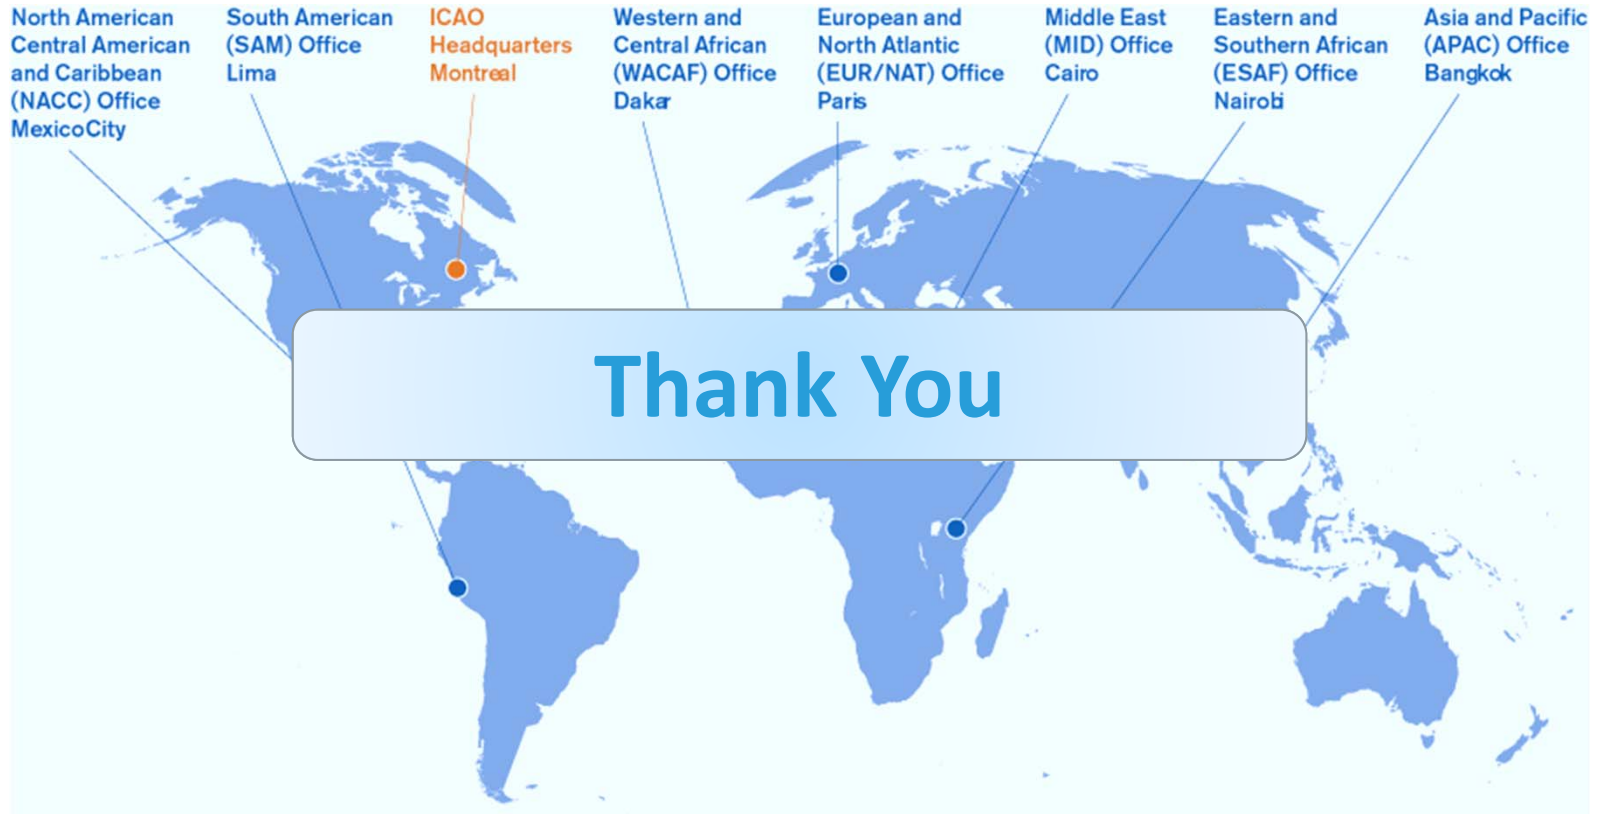 North American
Central American
and Caribbean
(NACC) Office
MexicoCity
South American
(SAM) Office
Lima
ICAO
Headquarters
Montreal
Western and
Central African
(WACAF) Office
Dakar
European and
North Atlantic
(EUR/NAT) Office
Paris
Middle East
(MID) Office
Cairo
Eastern and
Southern African
(ESAF) Office
Nairobi
Asia and Pacific
(APAC) Office
Bangkok
Thank You